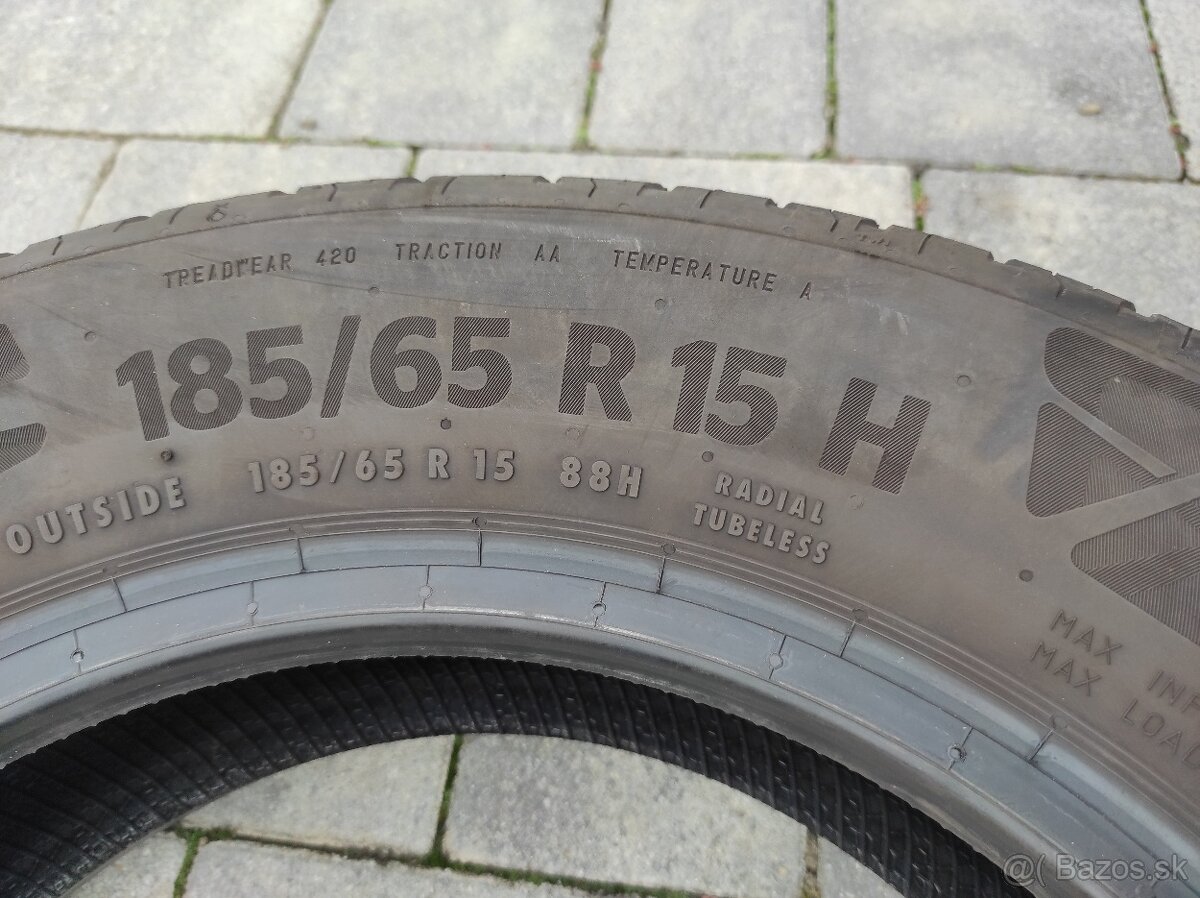 TREADWEAR 420 TRACTION AA TEMPERATURE A
185/65 R 15 H
OUTSIDE 185/65 R 15 88H RADIAL
TUBELESS
MAX
MAX
@(Bazos.sk